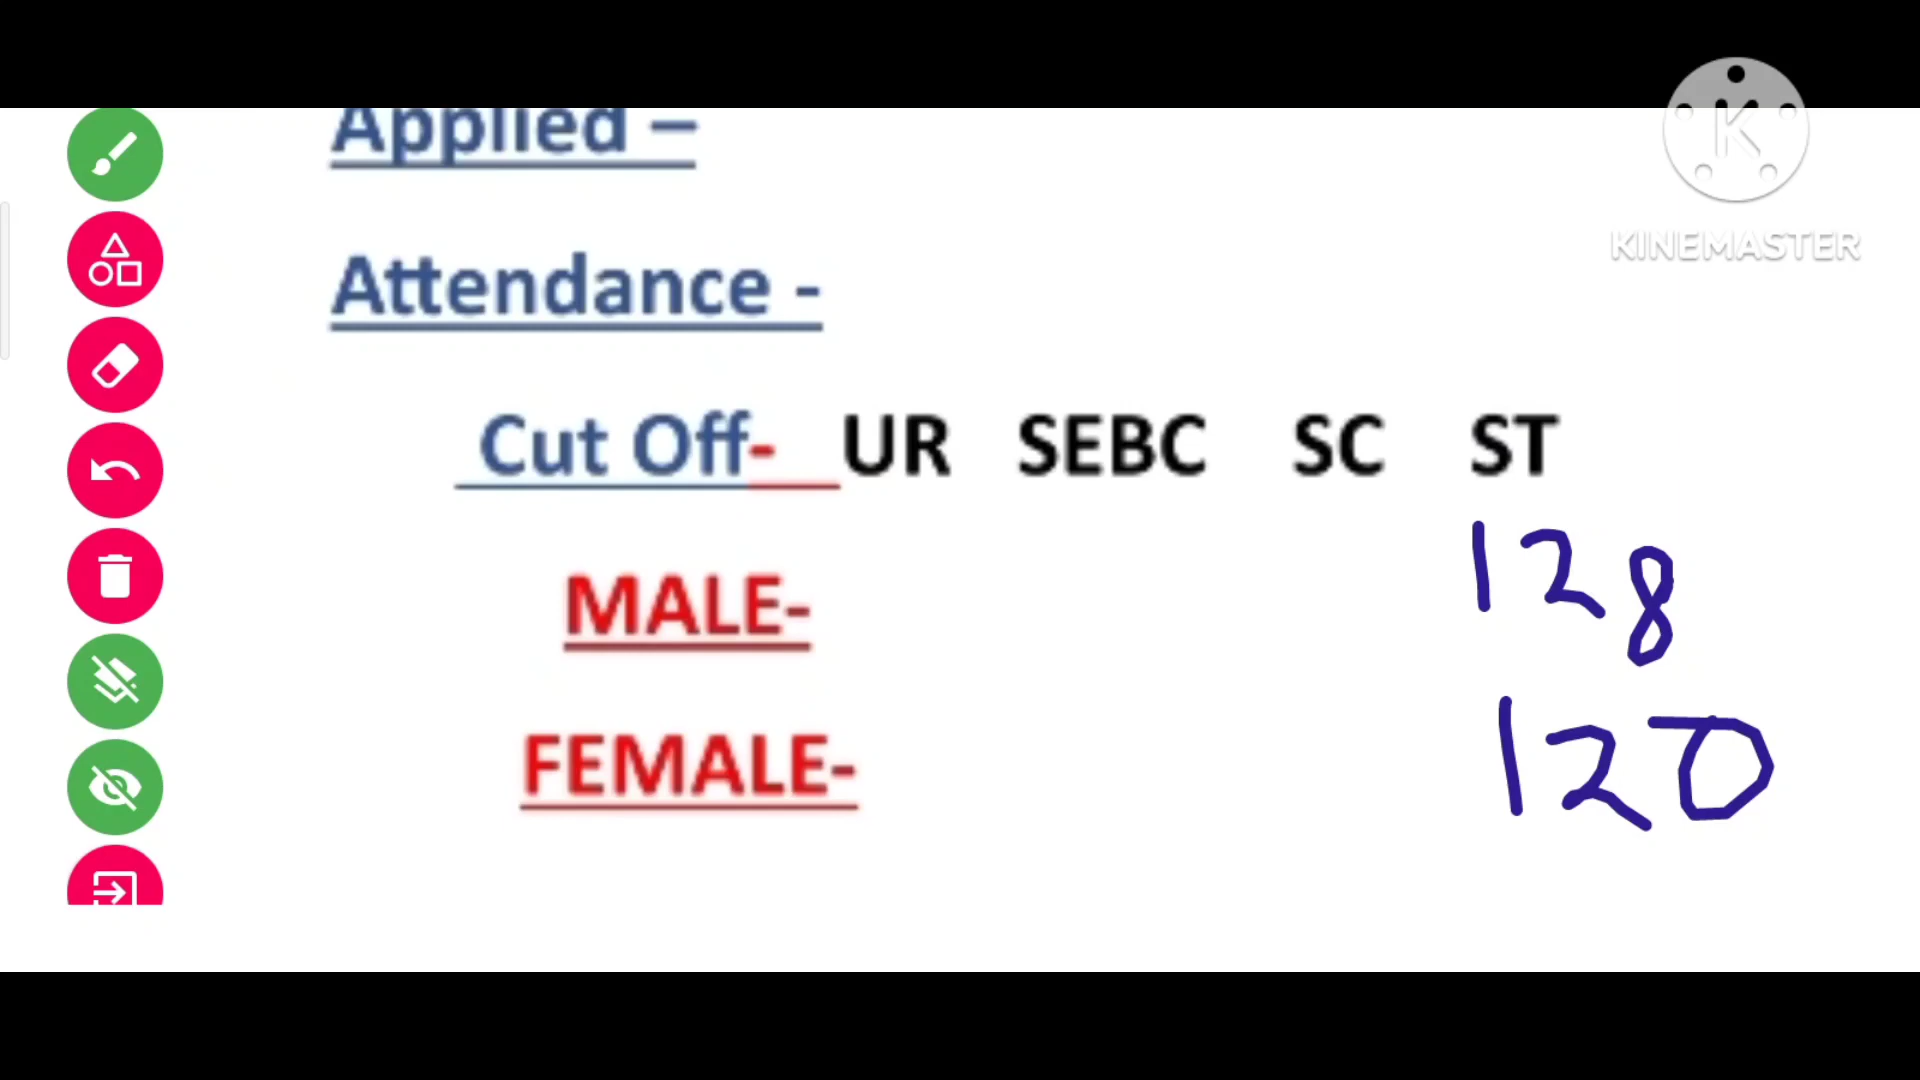 Applied –
KINEMASTER
Attendance -
Cut Off- UR SEBC SC ST
MALE- 128
FEMALE- 120